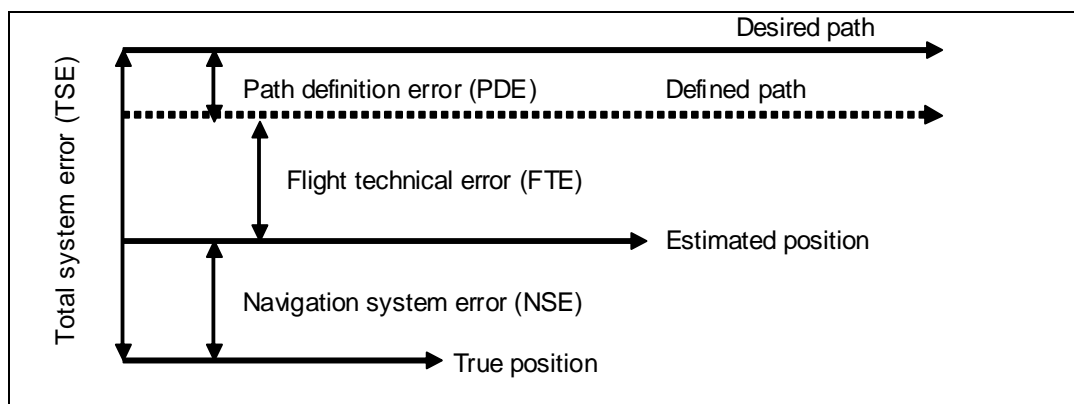 Desired path
Path definition error (PDE)
Defined path
Flight technical error (FTE)
Estimated position
Navigation system error (NSE)
True position
Total system error (TSE)